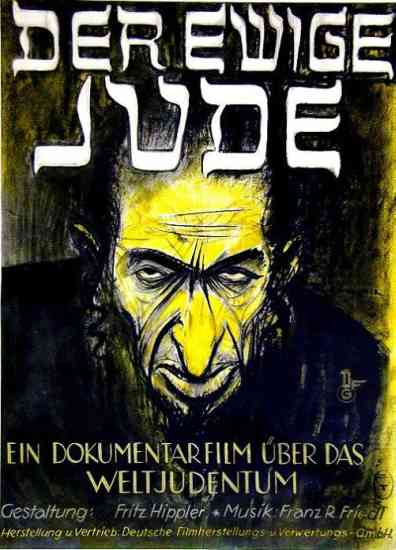 DER EWIGE
JUDE
DFG
EIN DOKUMENTARFILM ÜBER DAS
WELTJUDENTUM
Gestaltung: Fritz Hippler * Musik: Franz R. Friedl
Herstellung u. Vertrieb: Deutsche Filmherstellungs- u. Verwertungs-GmbH.